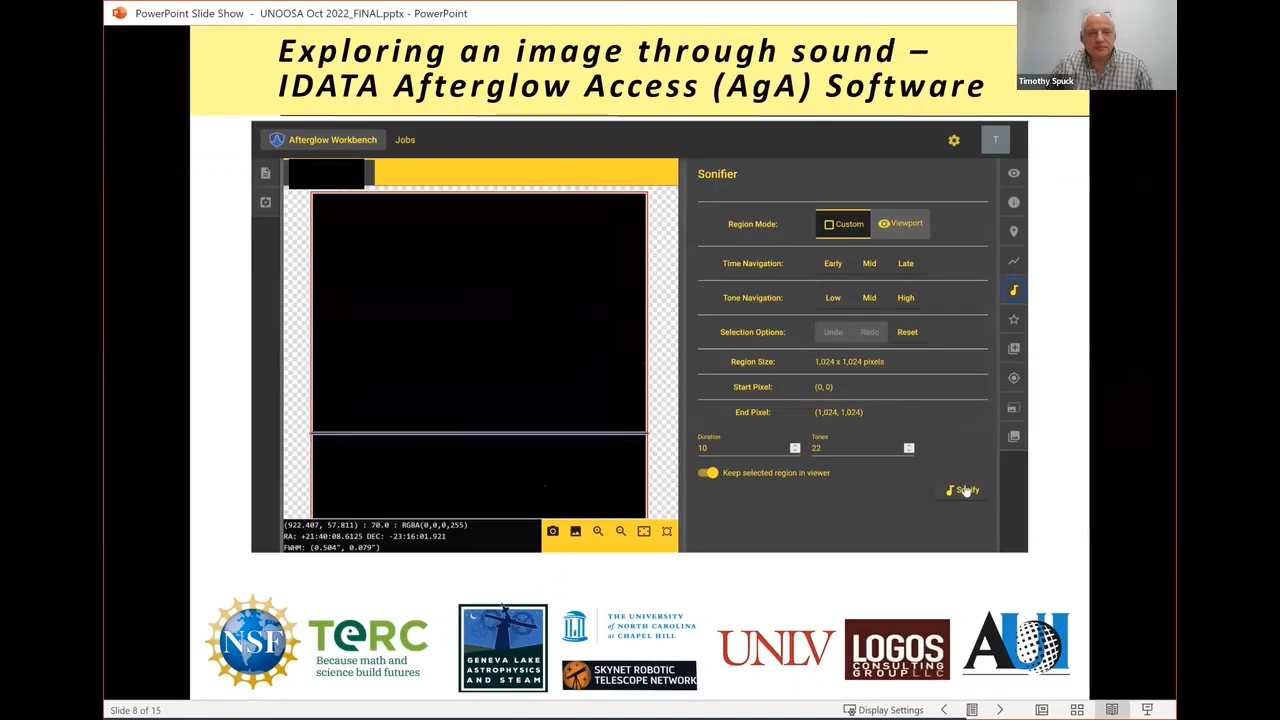 PowerPoint Slide Show - UNOOSA Oct 2022_FINAL.pptx - PowerPoint
Timothy Spuck
Exploring an image through sound –
IDATA Afterglow Access (AgA) Software
Afterglow Workbench
Jobs
T
Sonifier
Region Mode:
Custom
Viewport
Time Navigation:
Early
Mid
Late
Tone Navigation:
Low
Mid
High
Selection Options:
Undo
Redo
Reset
Region Size:
1,024 x 1,024 pixels
Start Pixel:
(0, 0)
End Pixel:
(1,024, 1,024)
Duration
10
Tones
22
Keep selected region in viewer
Sonify
(922.407, 57.811) : 70.0 : RGBA(0,0,0,255)
RA: +21:40:08.6125 DEC: -23:16:01.921
FWHM: (0.504", 0.079")
NSF
TERC
Because math and
science build futures
GENEVA LAKE
ASTROPHYSICS
AND STEAM
THE UNIVERSITY
of NORTH CAROLINA
at CHAPEL HILL
SKYNET ROBOTIC
TELESCOPE NETWORK
UNLV
LOGOS
CONSULTING
GROUP LLC
AUI
Slide 8 of 15
Display Settings